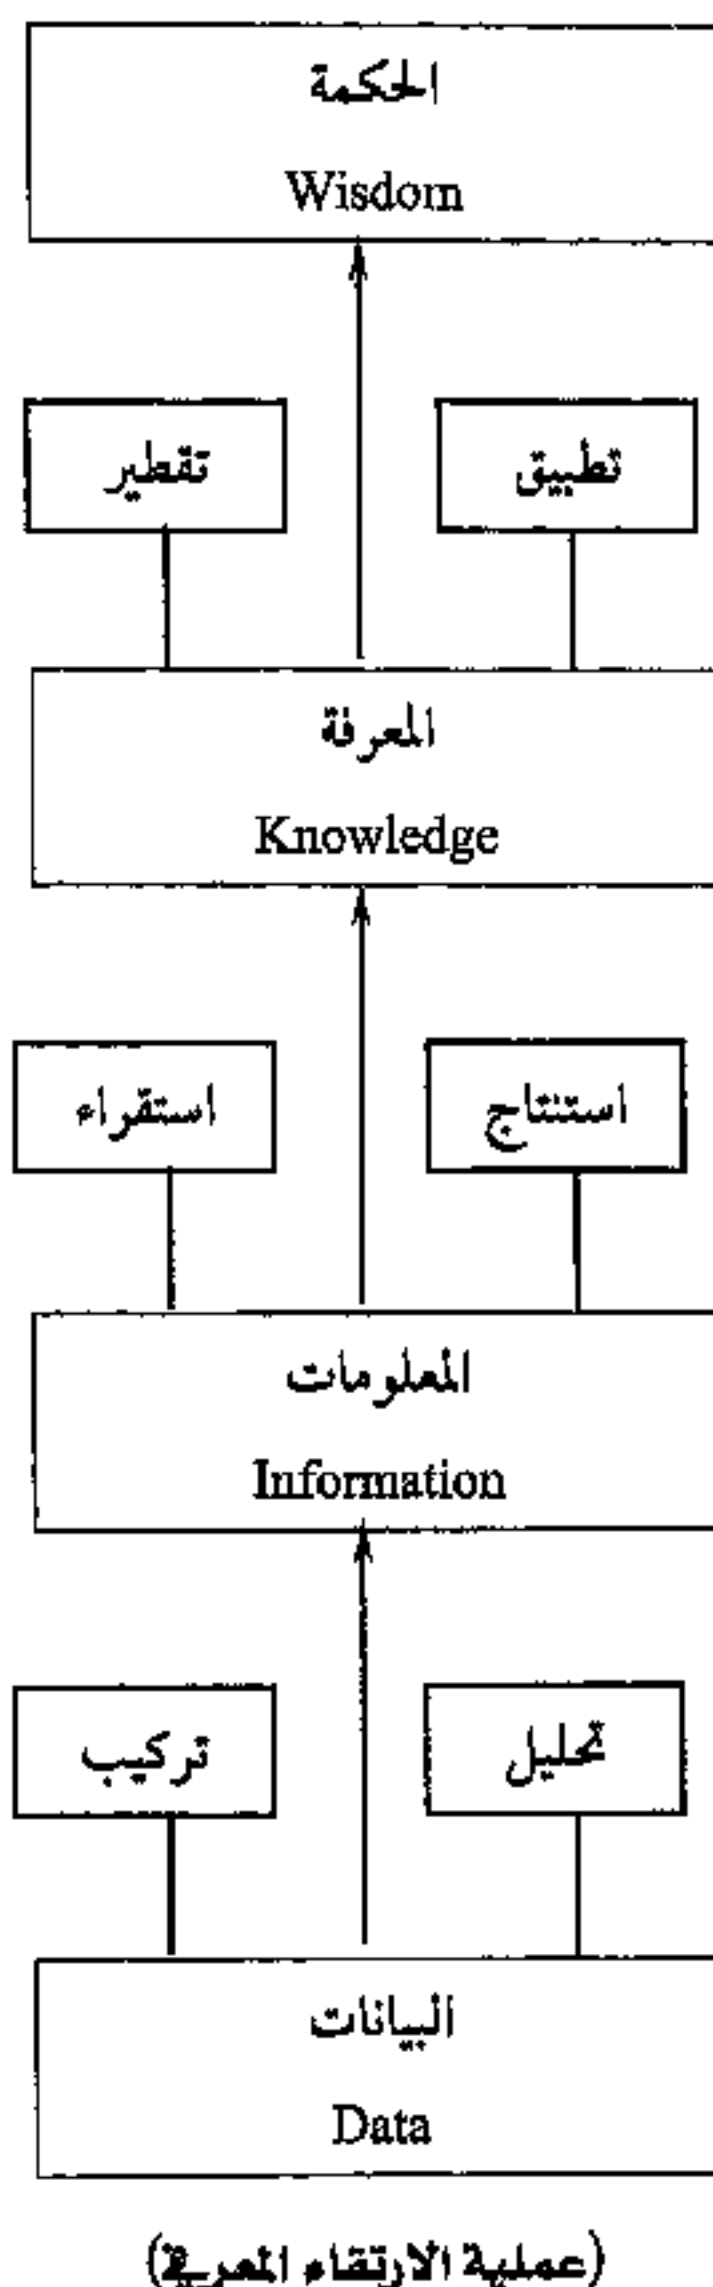 الحكمة
Wisdom
تطبيق
تقطير
المعرفة
Knowledge
استنتاج
استقراء
المعلومات
Information
تحليل
تركيب
البيانات
Data
(عملية الارتقاء المعرفي)